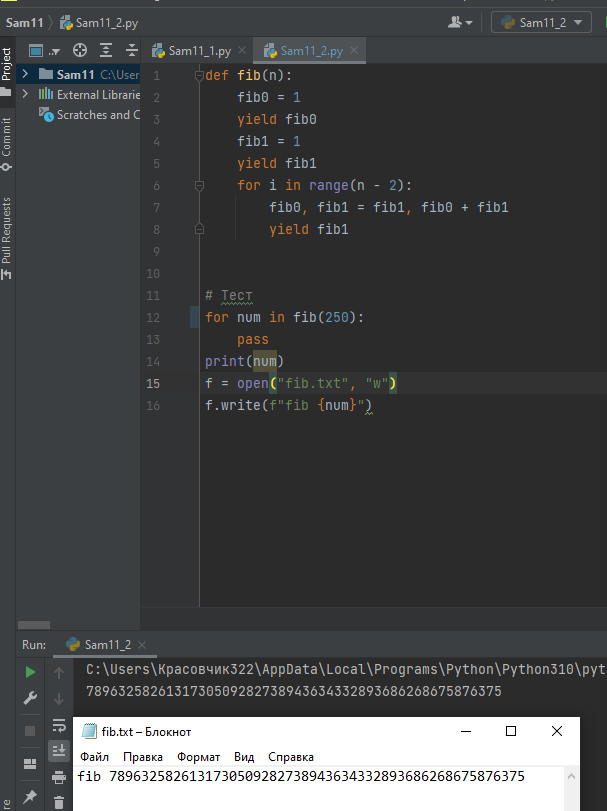 Sam11 Sam11_2.py Sam11_2
Sam11_1.py Sam11_2.py
Project
Commit
Pull Requests
Sam11 C:\User
External Librarie
Scratches and C
1 def fib(n):
2 fib0 = 1
3 yield fib0
4 fib1 = 1
5 yield fib1
6 for i in range(n - 2):
7 fib0, fib1 = fib1, fib0 + fib1
8 yield fib1
9
10
11 # Тест
12 for num in fib(250):
13 pass
14 print(num)
15 f = open("fib.txt", "w")
16 f.write(f"fib {num}")
Run: Sam11_2
C:\Users\Красовчик322\AppData\Local\Programs\Python\Python310\pyt
7896325826131730509282738943634332893686268675876375
fib.txt – Блокнот
Файл Правка Формат Вид Справка
fib 7896325826131730509282738943634332893686268675876375